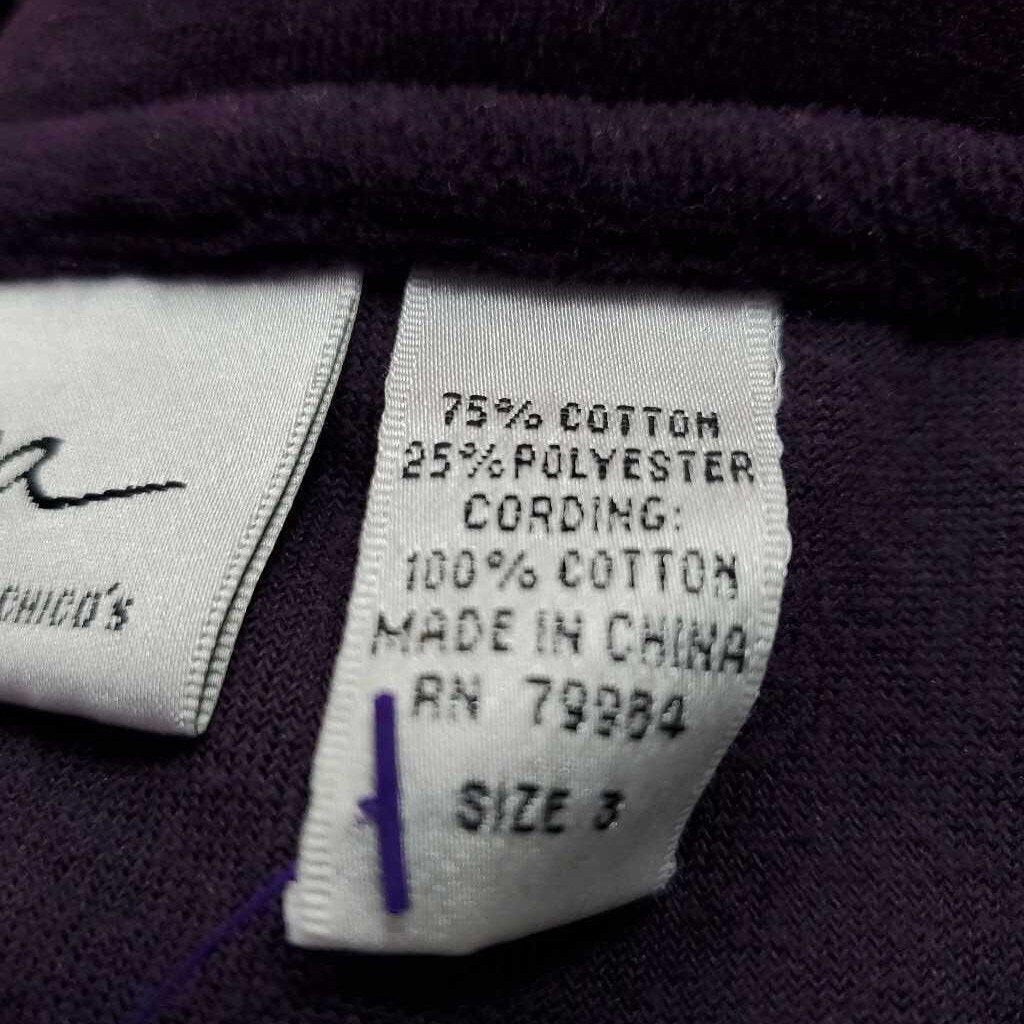 CHICO's
75% COTTON
25% POLYESTER
CORDING:
100% COTTON
MADE IN CHINA
RN 79984
SIZE 3